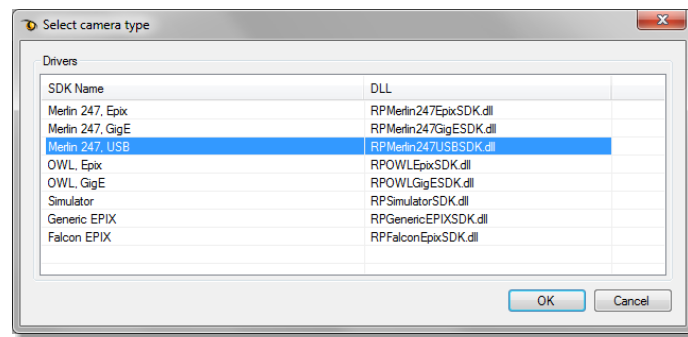 Select camera type
Drivers
SDK Name DLL
Merlin 247, Epix RPMerlin247EpixSDK.dll
Merlin 247, GigE RPMerlin247GigESDK.dll
Merlin 247, USB RPMerlin247USBSDK.dll
OWL, Epix RPOWLEpixSDK.dll
OWL, GigE RPOWLGigESDK.dll
Simulator RPSimulatorSDK.dll
Generic EPIX RPGenericEPIXSDK.dll
Falcon EPIX RPFalconEpixSDK.dll
OK Cancel